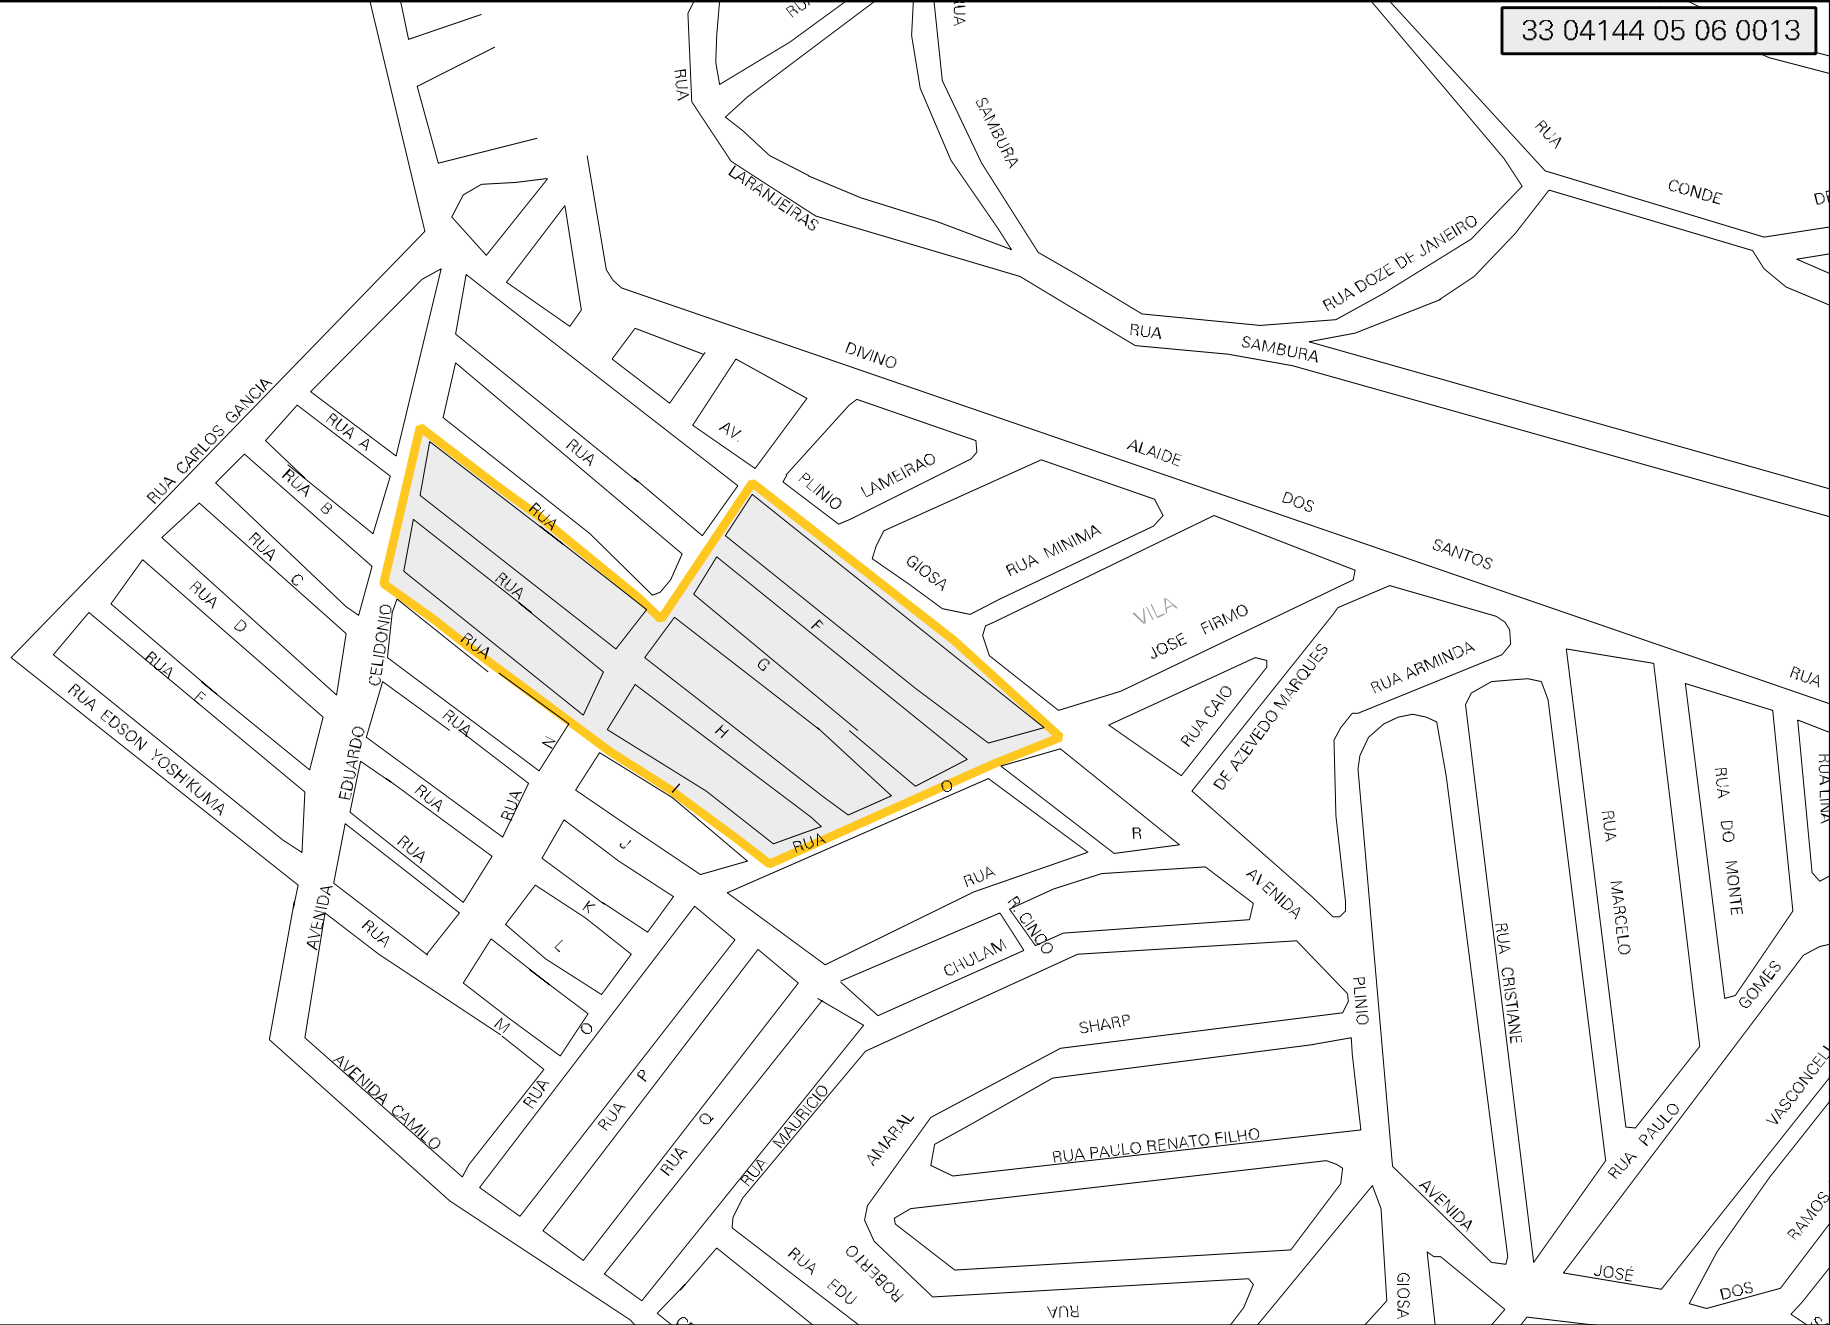 33 04144 05 06 0013
RUA
RUA
RUA
SAMBURA
LARANJEIRAS
RUA
CONDE
RUA DOZE DE JANEIRO
RUA
SAMBURA
DIVINO
ALAIDE
DOS
SANTOS
RUA
RUA CARLOS GANCIA
RUA A
RUA B
RUA C
RUA D
RUA E
RUA EDSON YOSHIKUMA
RUA
RUA
RUA
RUA
AV.
PLINIO
LAMEIRAO
GIOSA
RUA MINIMA
VILA
JOSE FIRMO
RUA CAIO
DE AZEVEDO MARQUES
RUA ARMINDA
F
G
H
I
RUA
O
CELIDONIO
EDUARDO
AVENIDA
RUA
N
RUA
RUA
RUA
RUA
J
K
L
M
O
RUA
AVENIDA CAMILO
RUA P
RUA Q
RUA MAURICIO
RUA
R
R. CINCO
CHULAM
AVENIDA
PLINIO
SHARP
AMARAL
RUA PAULO RENATO FILHO
ROBERTO
RUA
RUA EDU
AVENIDA
GIOSA
RUA CRISTIANE
RUA MARCELO
RUA DO MONTE
RUA LINA
GOMES
RUA PAULO
VASCONCEL
RAMOS
JOSÉ
DOS